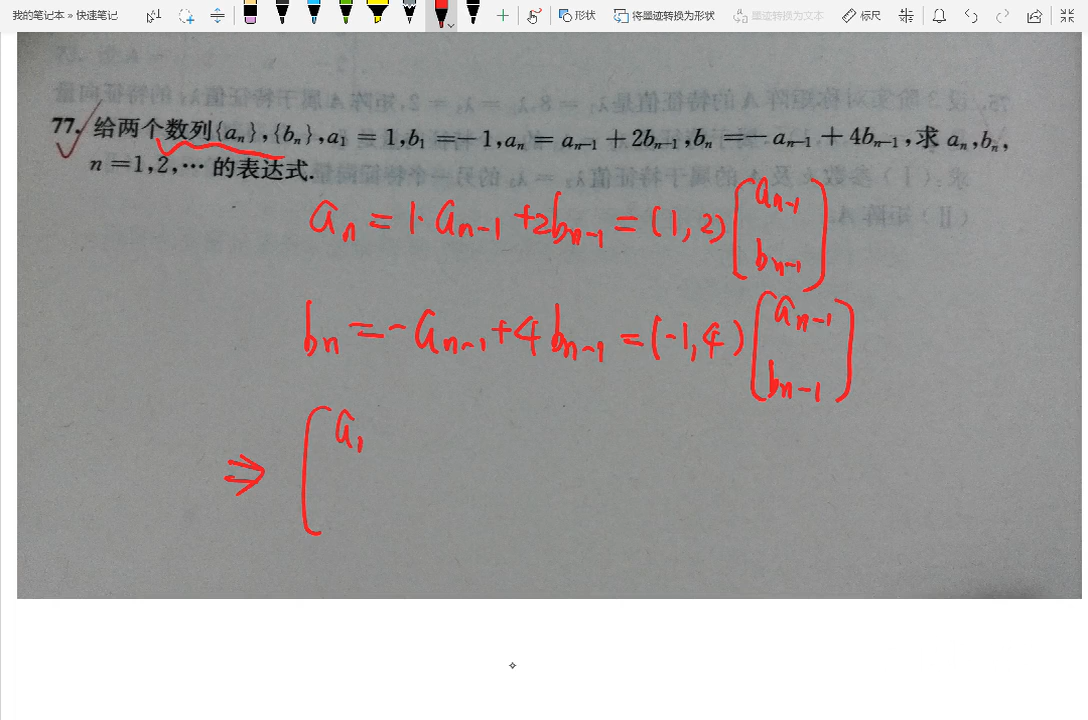 我的笔记本 » 快速笔记 形状 将墨迹转换为形状 墨迹转换为文本 标尺
77. 给两个数列{aₙ},{bₙ},a₁ = 1,b₁ = − 1,aₙ = aₙ₋₁ + 2bₙ₋₁,bₙ = − aₙ₋₁ + 4bₙ₋₁,求 aₙ,bₙ,
n = 1,2,⋯ 的表达式.
aₙ = 1· aₙ₋₁ + 2bₙ₋₁ = (1, 2) [aₙ₋₁
bₙ₋₁]
bₙ = - aₙ₋₁ + 4 bₙ₋₁ = (-1, 4) [aₙ₋₁
bₙ₋₁]
⇒ [a₁